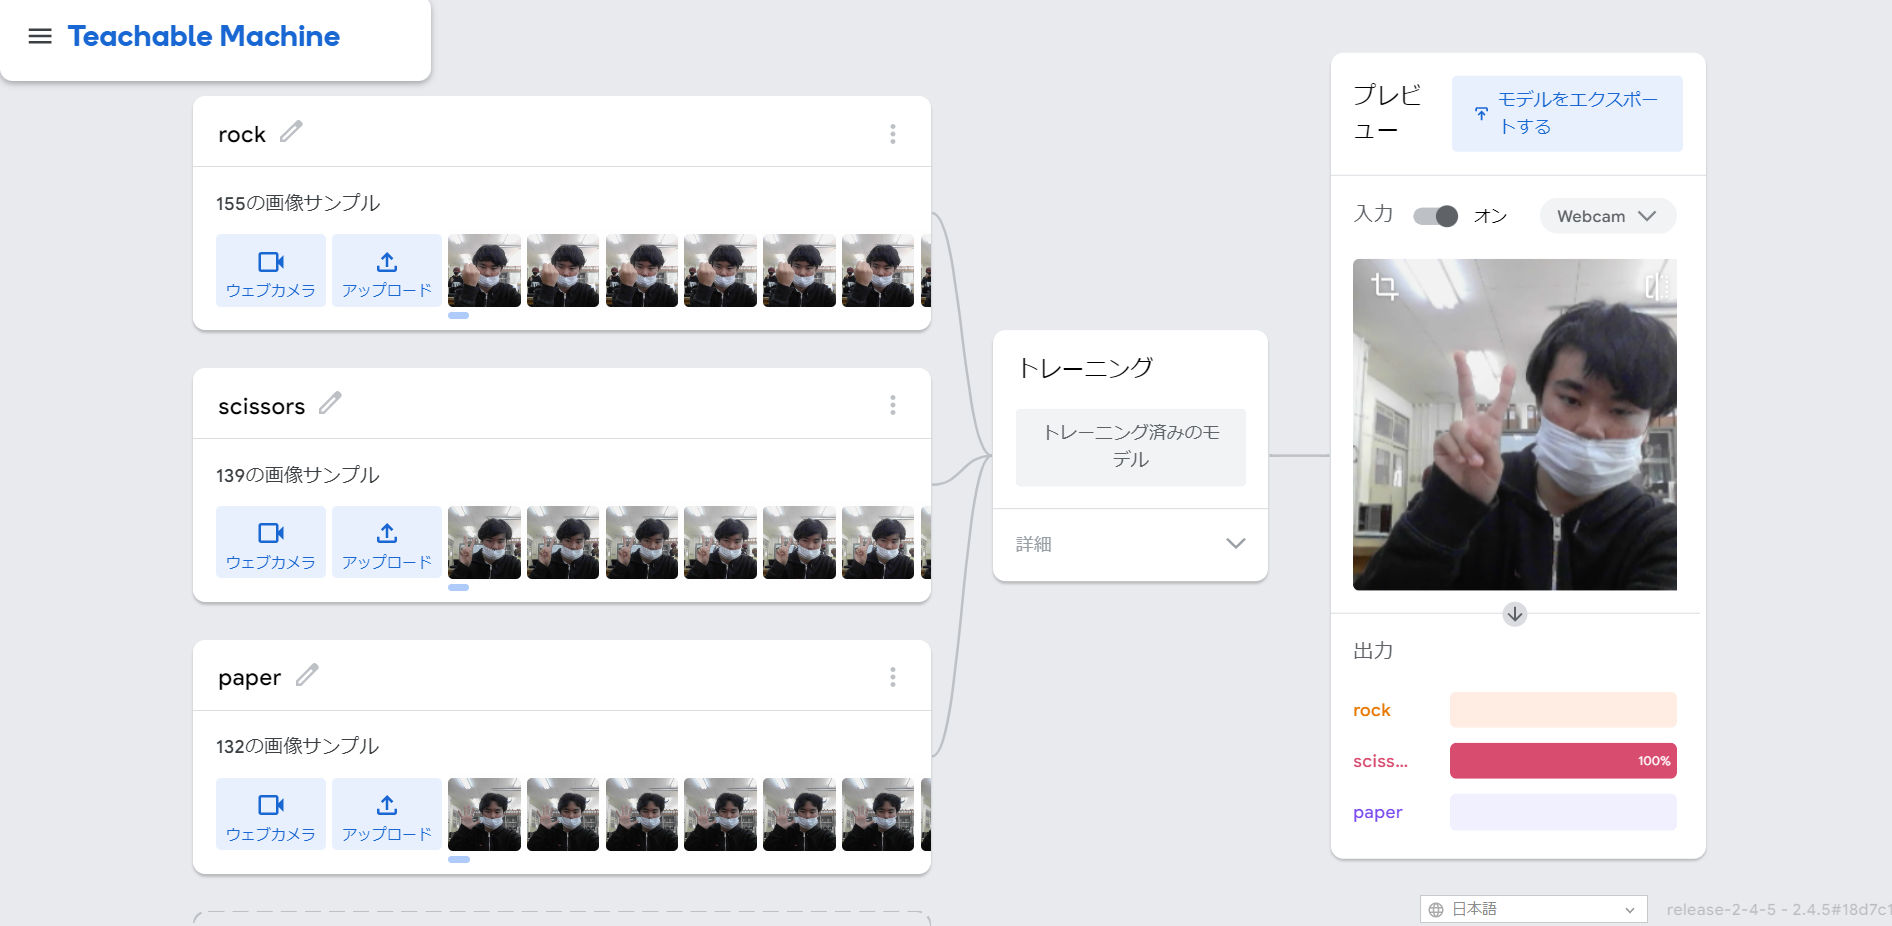 Teachable Machine
rock
155の画像サンプル
ウェブカメラ
アップロード
scissors
139の画像サンプル
ウェブカメラ
アップロード
paper
132の画像サンプル
ウェブカメラ
アップロード
トレーニング
トレーニング済みのモ
デル
詳細
プレビ
ュー
モデルをエクスポー
トする
入力
オン
Webcam
出力
rock
sciss...
100%
paper
日本語
release-2-4-5 - 2.4.5#18d7c1